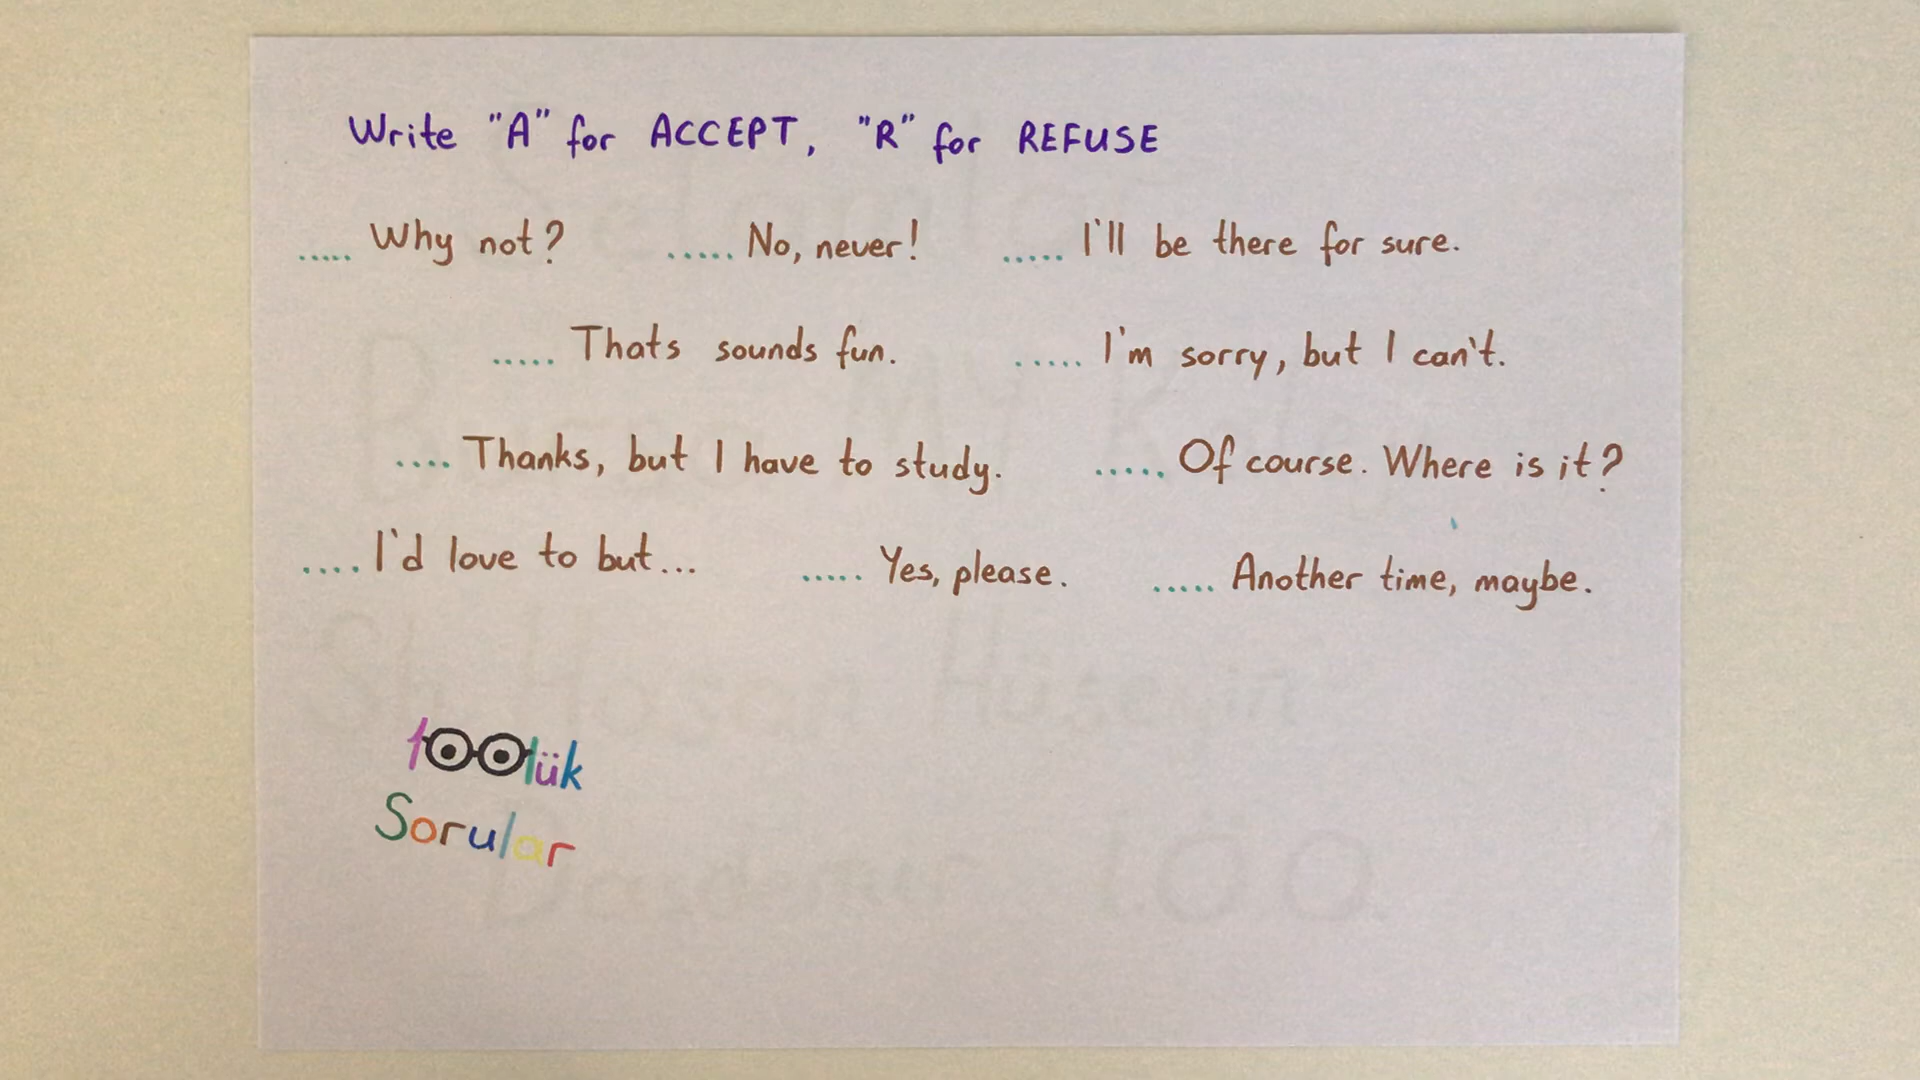 Write "A" for ACCEPT, "R" for REFUSE
..... Why not? ..... No, never! ..... I'll be there for sure.
..... Thats sounds fun. ..... I'm sorry, but I can't.
.... Thanks, but I have to study. ..... Of course. Where is it?
.... I'd love to but... ..... Yes, please. ..... Another time, maybe.
100lük
Sorular